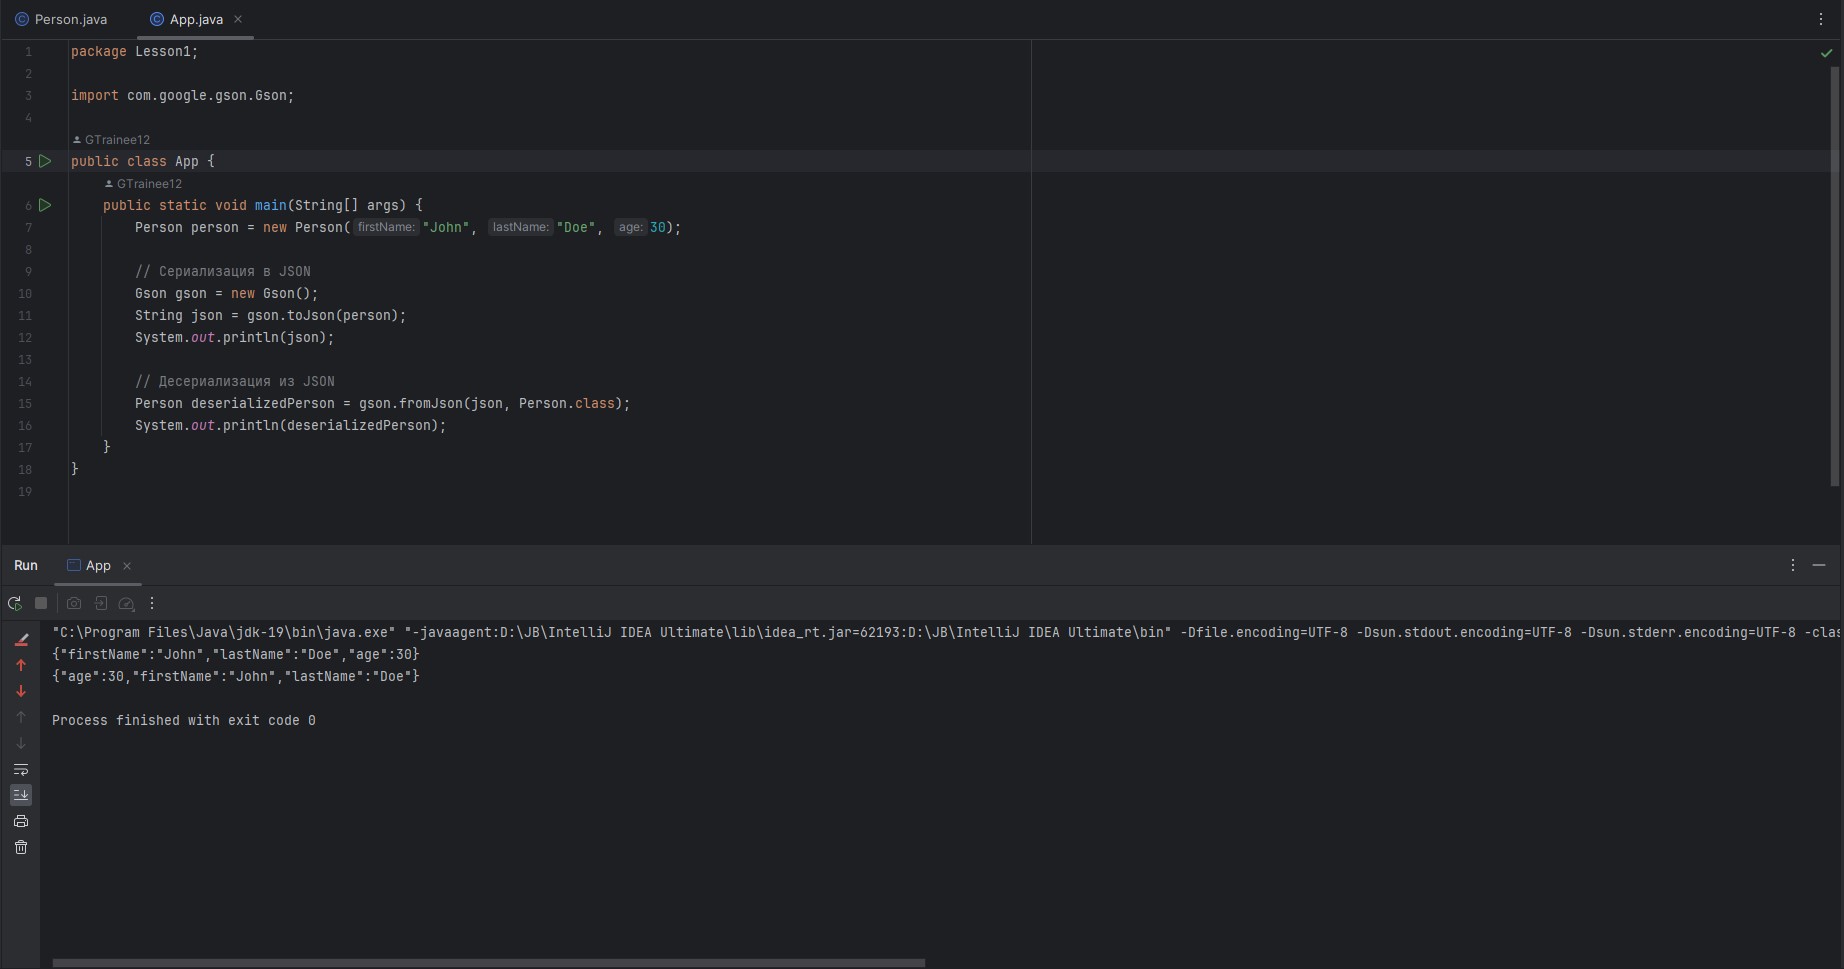 Person.java
App.java
1 package Lesson1;
2
3 import com.google.gson.Gson;
4
GTrainee12
5 public class App {
GTrainee12
6 public static void main(String[] args) {
7 Person person = new Person( firstName: "John", lastName: "Doe", age: 30);
8
9 // Сериализация в JSON
10 Gson gson = new Gson();
11 String json = gson.toJson(person);
12 System.out.println(json);
13
14 // Десериализация из JSON
15 Person deserializedPerson = gson.fromJson(json, Person.class);
16 System.out.println(deserializedPerson);
17 }
18 }
19
Run App
"C:\Program Files\Java\jdk-19\bin\java.exe" "-javaagent:D:\JB\IntelliJ IDEA Ultimate\lib\idea_rt.jar=62193:D:\JB\IntelliJ IDEA Ultimate\bin" -Dfile.encoding=UTF-8 -Dsun.stdout.encoding=UTF-8 -Dsun.stderr.encoding=UTF-8 -clas
{"firstName":"John","lastName":"Doe","age":30}
{"age":30,"firstName":"John","lastName":"Doe"}
Process finished with exit code 0